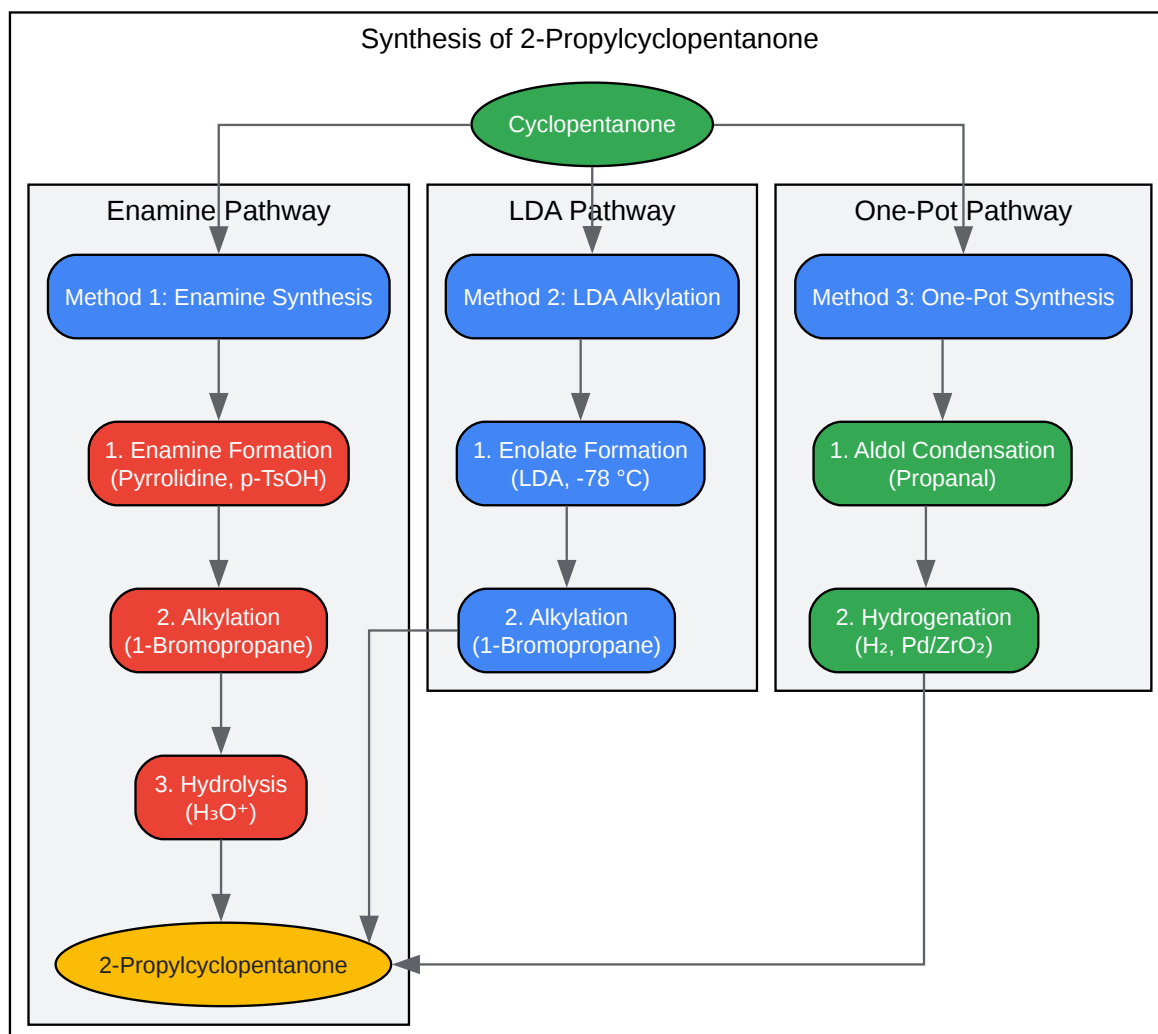 Synthesis of 2-Propylcyclopentanone
Cyclopentanone
Enamine Pathway
LDA Pathway
One-Pot Pathway
Method 1: Enamine Synthesis
Method 2: LDA Alkylation
Method 3: One-Pot Synthesis
1. Enamine Formation
(Pyrrolidine, p-TsOH)
1. Enolate Formation
(LDA, -78 °C)
1. Aldol Condensation
(Propanal)
2. Alkylation
(1-Bromopropane)
2. Alkylation
(1-Bromopropane)
2. Hydrogenation
(H₂, Pd/ZrO₂)
3. Hydrolysis
(H₃O⁺)
2-Propylcyclopentanone